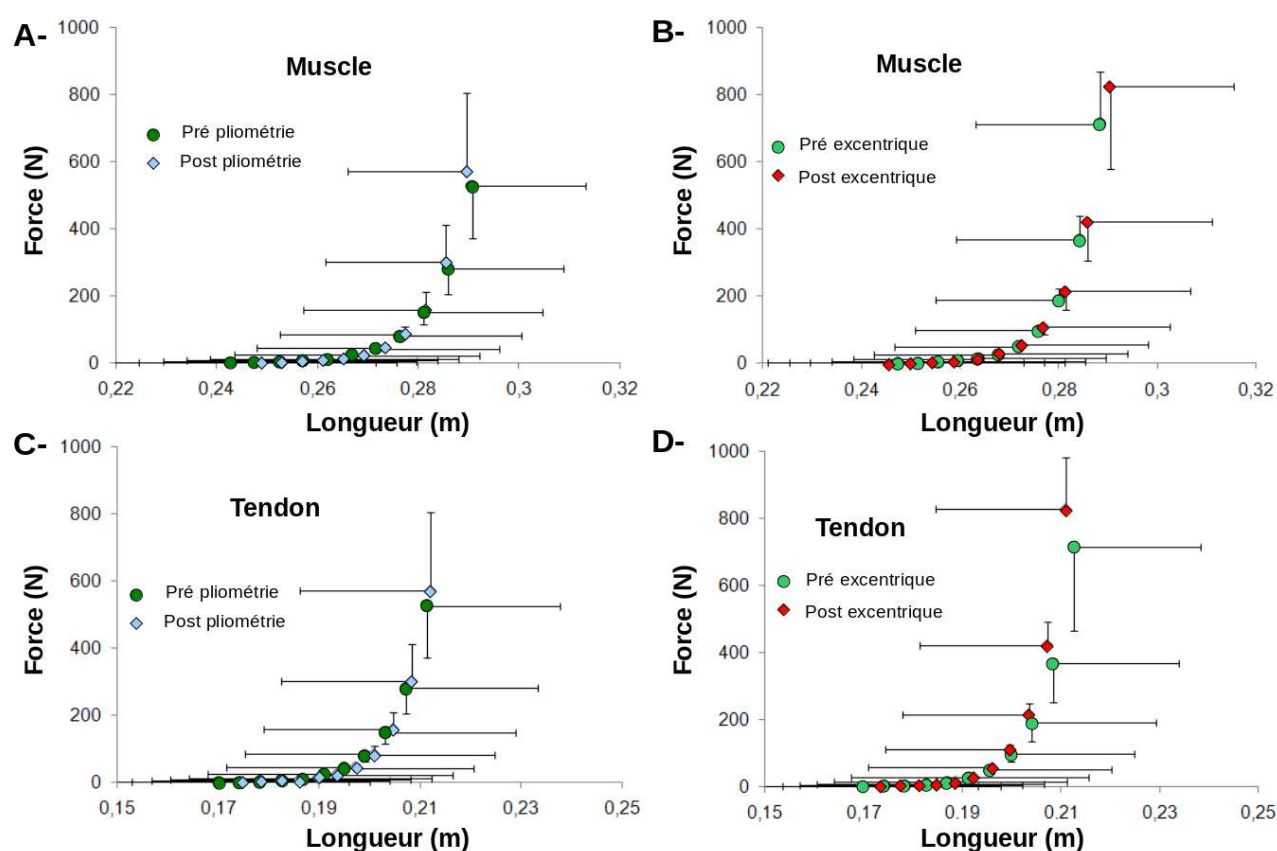 A-
1000
800
600
400
200
0
Force (N)
Muscle
Pré pliométrie
Post pliométrie
0,22 0,24 0,26 0,28 0,3 0,32
Longueur (m)
B-
1000
800
600
400
200
0
Force (N)
Muscle
Pré excentrique
Post excentrique
0,22 0,24 0,26 0,28 0,3 0,32
Longueur (m)
C-
1000
800
600
400
200
0
Force (N)
Tendon
Pré pliométrie
Post pliométrie
0,15 0,17 0,19 0,21 0,23 0,25
Longueur (m)
D-
1000
800
600
400
200
0
Force (N)
Tendon
Pré excentrique
Post excentrique
0,15 0,17 0,19 0,21 0,23 0,25
Longueur (m)